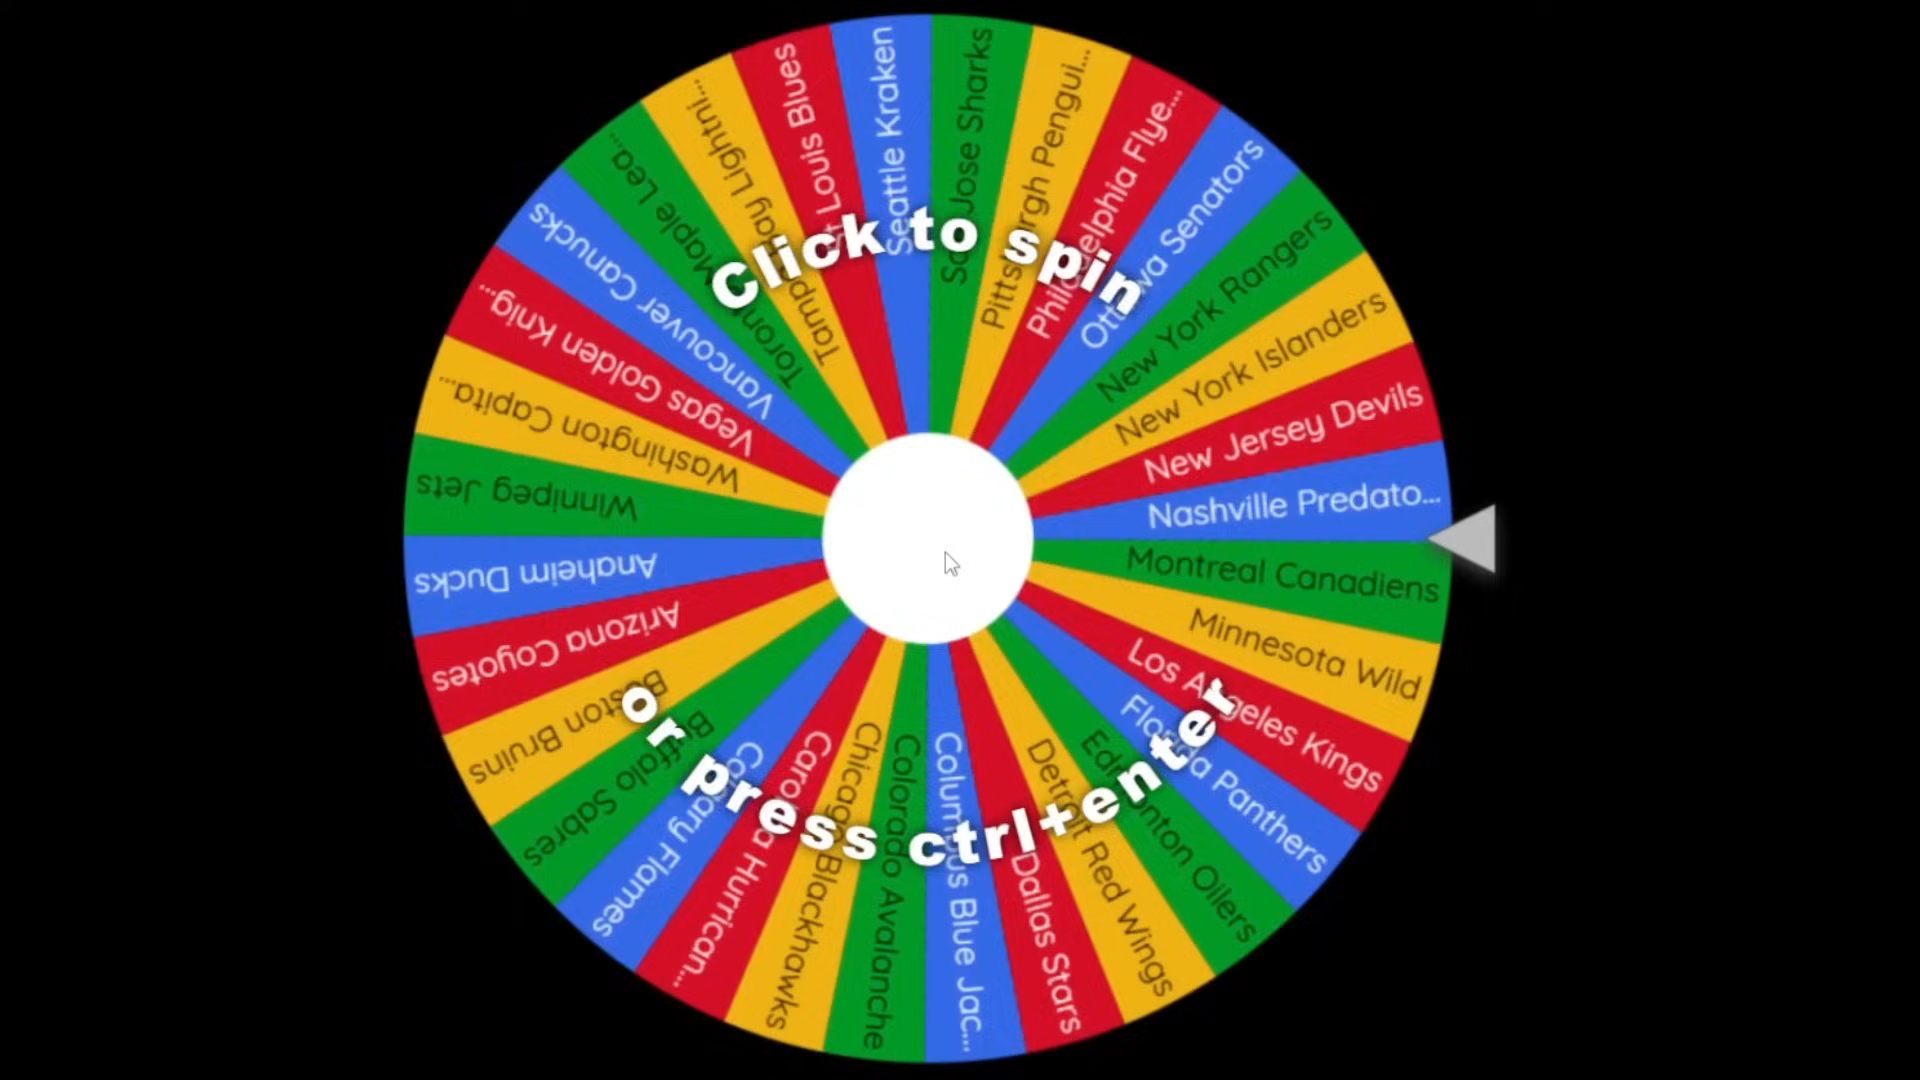 Click to spin
or press ctrl+enter
Seattle Kraken
San Jose Sharks
Pittsburgh Pengui...
Philadelphia Flye...
Ottawa Senators
New York Rangers
New York Islanders
New Jersey Devils
Nashville Predato...
Montreal Canadiens
Minnesota Wild
Los Angeles Kings
Florida Panthers
Edmonton Oilers
Detroit Red Wings
Dallas Stars
Columbus Blue Jac...
Colorado Avalanche
Chicago Blackhawks
Carolina Hurrican...
Calgary Flames
Buffalo Sabres
Boston Bruins
Arizona Coyotes
Anaheim Ducks
Winnipeg Jets
Washington Capita...
Vegas Golden Knig...
Vancouver Canucks
Toronto Maple Lea...
Tampa Bay Lightni...
St Louis Blues